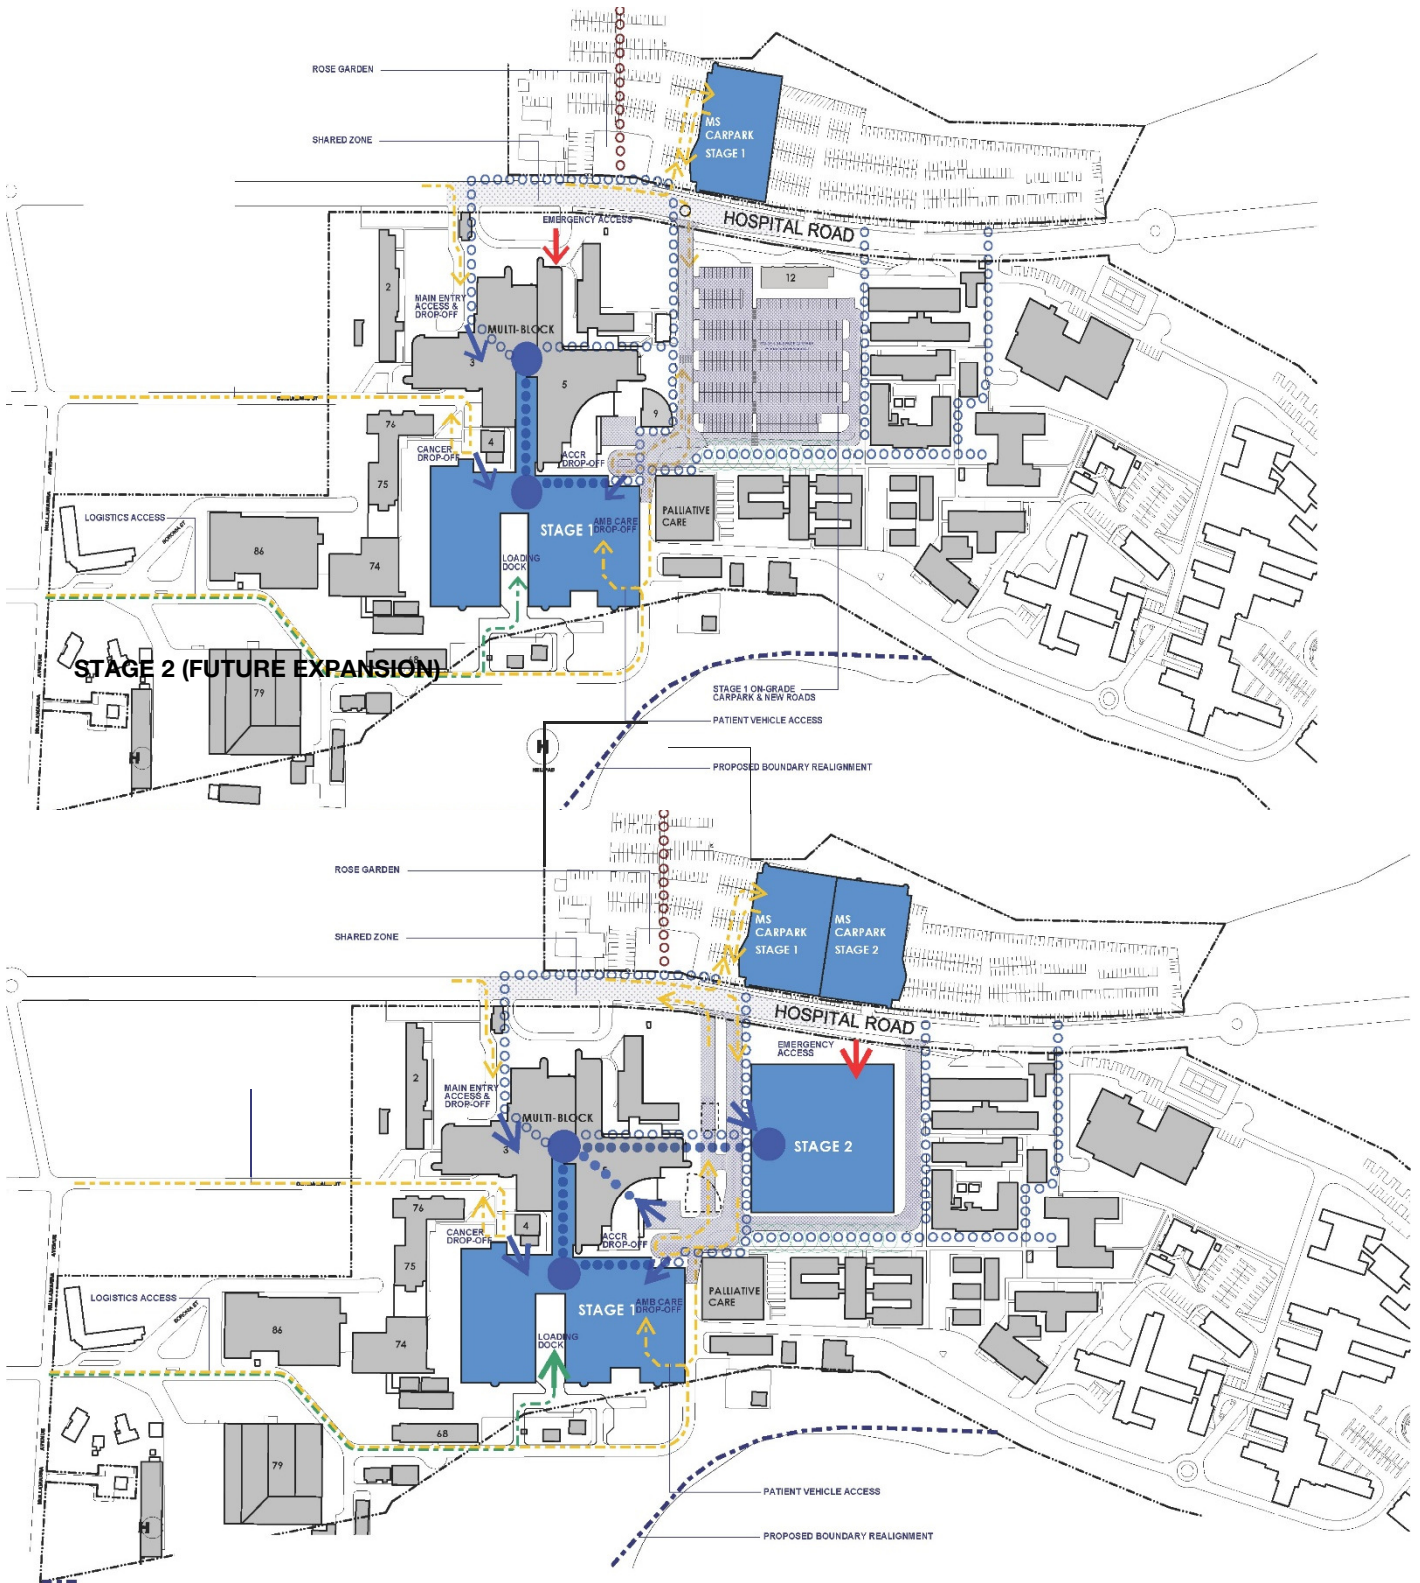 ROSE GARDEN
MS
CARPARK
STAGE 1
SHARED ZONE
HOSPITAL ROAD
EMERGENCY ACCESS
12
2
MAIN ENTRY
ACCESS &
DROP-OFF
MULTI-BLOCK
3
5
9
76
4
CANCER
DROP-OFF
ACCR
DROP-OFF
75
LOGISTICS ACCESS
STAGE 1
AMB CARE
DROP-OFF
PALLIATIVE
CARE
86
74
LOADING
DOCK
68
STAGE 2 (FUTURE EXPANSION)
79
STAGE 1 ON-GRADE
CARPARK & NEW ROADS
PATIENT VEHICLE ACCESS
H
H
PROPOSED BOUNDARY REALIGNMENT
ROSE GARDEN
MS
CARPARK
STAGE 1
MS
CARPARK
STAGE 2
SHARED ZONE
HOSPITAL ROAD
EMERGENCY
ACCESS
2
MAIN ENTRY
ACCESS &
DROP-OFF
MULTI-BLOCK
3
STAGE 2
76
4
CANCER
DROP-OFF
ACCR
DROP-OFF
75
LOGISTICS ACCESS
BORONIA ST
STAGE 1
AMB CARE
DROP-OFF
PALLIATIVE
CARE
86
74
LOADING
DOCK
68
79
PATIENT VEHICLE ACCESS
H
PROPOSED BOUNDARY REALIGNMENT